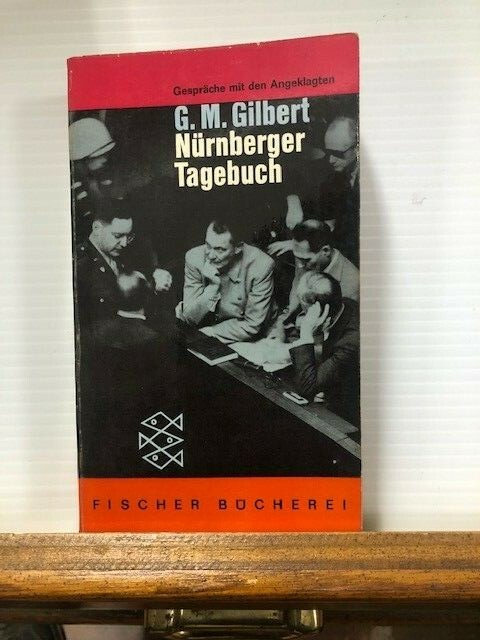 Gespräche mit den Angeklagten
G. M. Gilbert
Nürnberger
Tagebuch
FISCHER BÜCHEREI